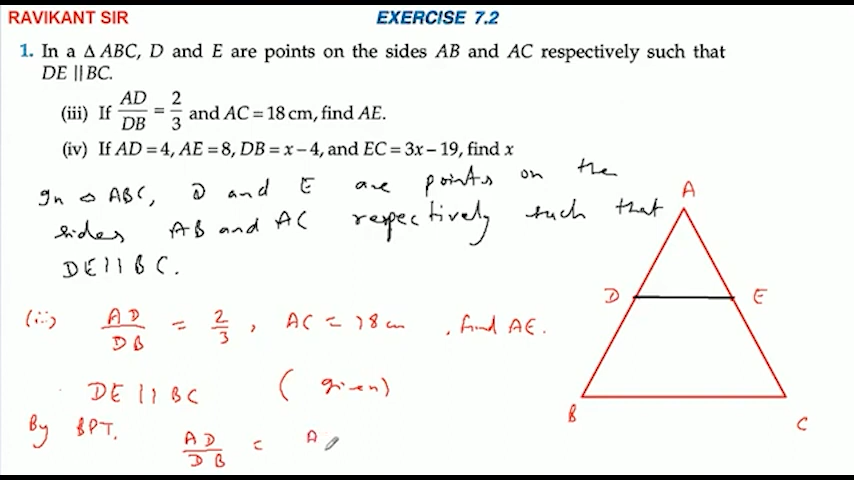 RAVIKANT SIR
EXERCISE 7.2
1. In a Δ ABC, D and E are points on the sides AB and AC respectively such that
DE || BC.
(iii) If AD/DB = 2/3 and AC = 18 cm, find AE.
(iv) If AD = 4, AE = 8, DB = x – 4, and EC = 3x – 19, find x
In Δ ABC, D and E are points on the
sides AB and AC respectively such that
DE || BC.
(iii) AD/DB = 2/3, AC = 18 cm, find AE.
DE || BC (given)
By BPT. AD/DB = A
A
D E
B C